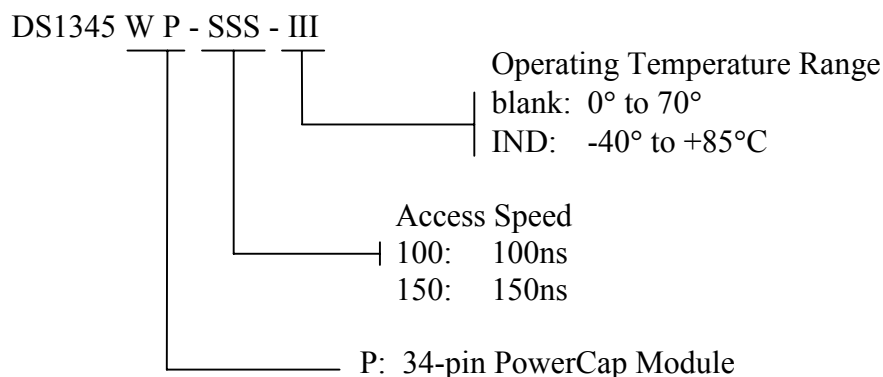 DS1345 W P - SSS - III
Operating Temperature Range
blank: 0° to 70°
IND: -40° to +85°C
Access Speed
100: 100ns
150: 150ns
P: 34-pin PowerCap Module